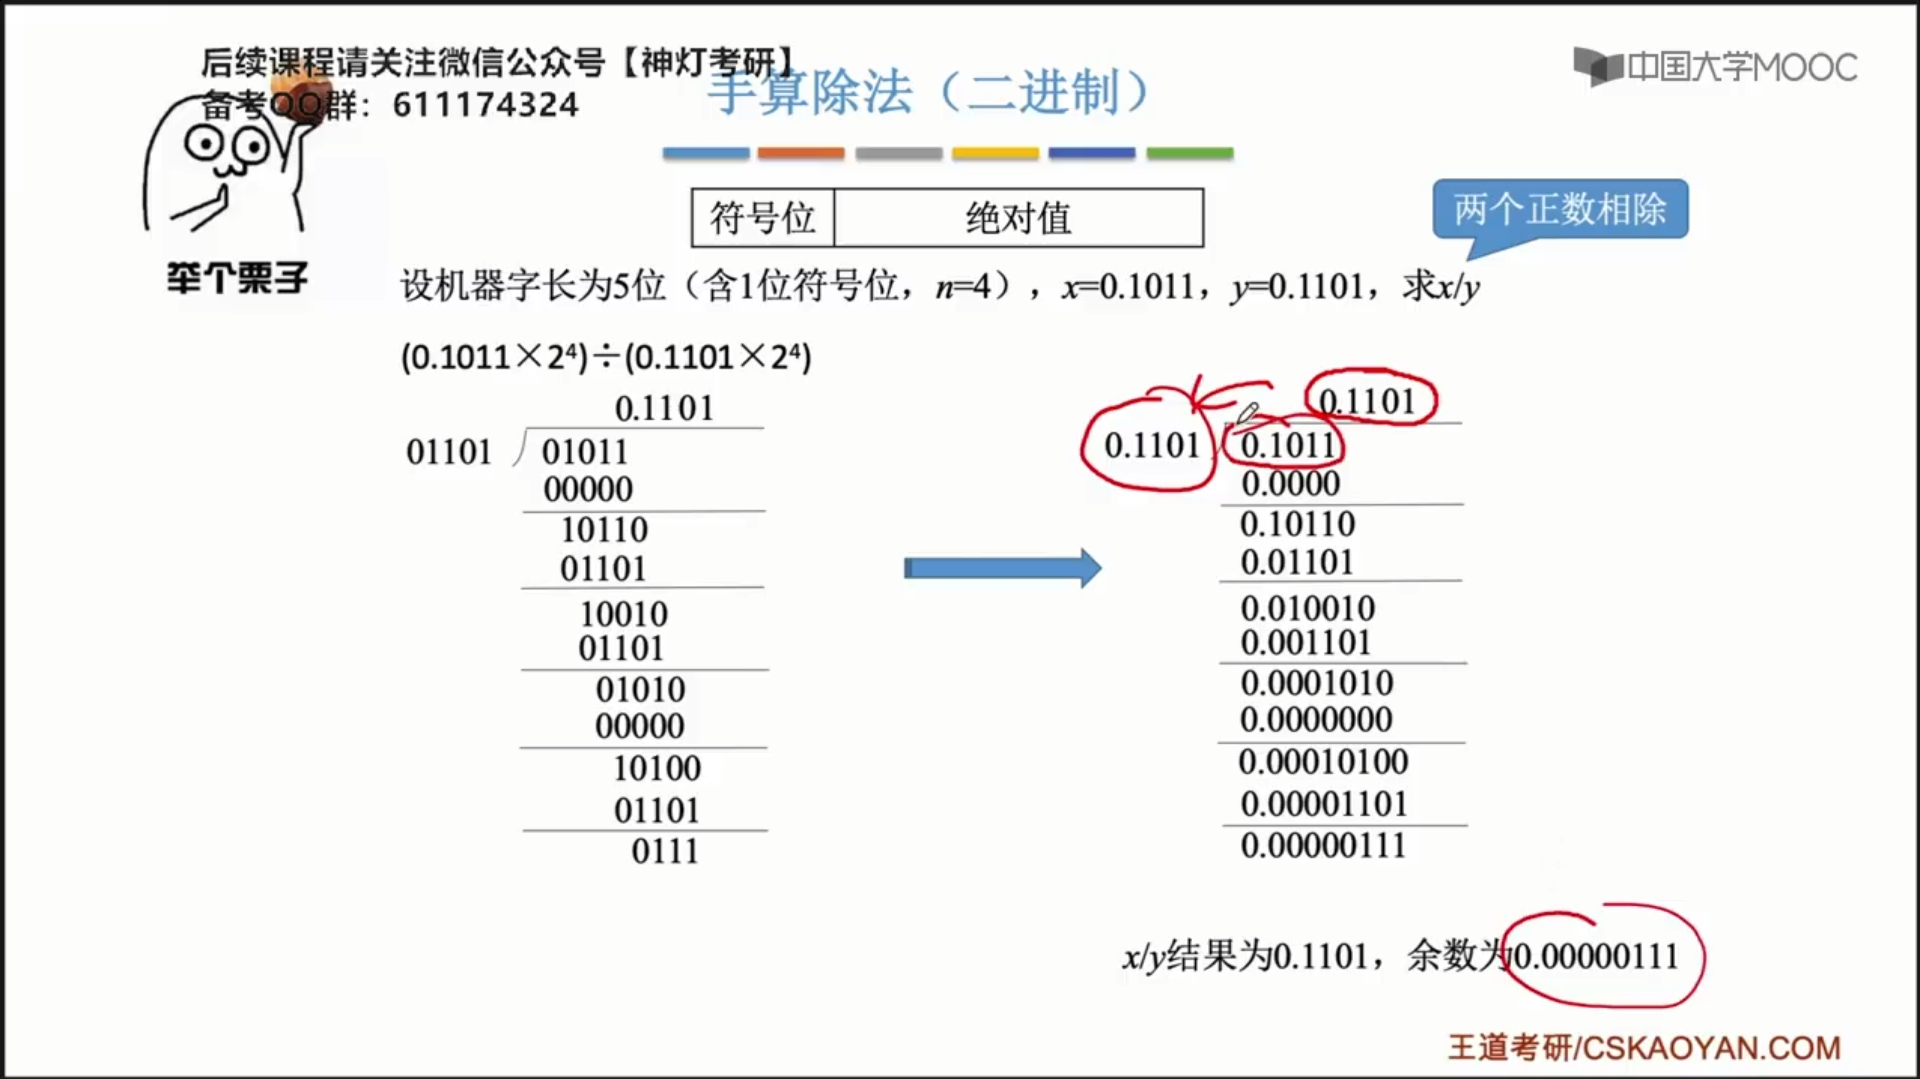 后续课程请关注微信公众号【神灯考研】
备考QQ群：611174324
手算除法（二进制）
中国大学MOOC
符号位 绝对值
两个正数相除
举个栗子
设机器字长为5位（含1位符号位，n=4），x=0.1011，y=0.1101，求x/y
(0.1011×2⁴)÷(0.1101×2⁴)
0.1101
01101 01011
00000
10110
01101
10010
01101
01010
00000
10100
01101
0111
0.1101
0.1101 0.1011
0.0000
0.10110
0.01101
0.010010
0.001101
0.0001010
0.0000000
0.00010100
0.00001101
0.00000111
x/y结果为0.1101，余数为0.00000111
王道考研/CSKAOYAN.COM